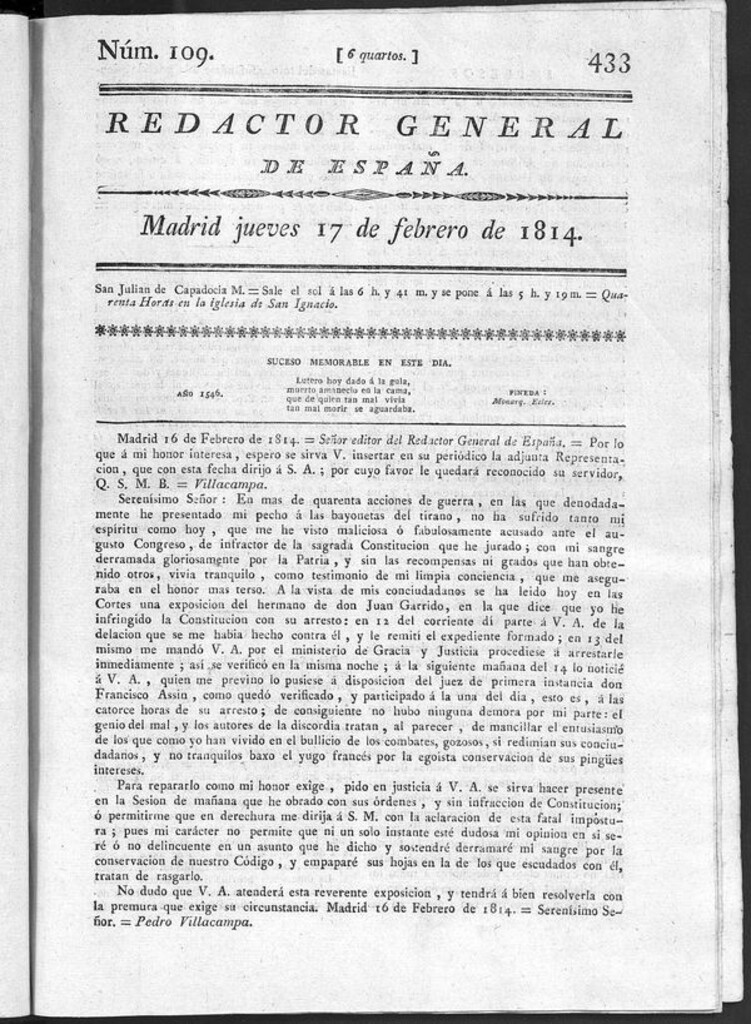 Núm. 109.
[ 6 quartos. ]
433
REDACTOR GENERAL
DE ESPAÑA.
Madrid jueves 17 de febrero de 1814.
San Julian de Capadocia M. = Sale el sol á las 6 h. y 41 m. y se pone á las 5 h. y 19 m. = Qua-
renta Horas en la iglesia de San Ignacio.
SUCESO MEMORABLE EN ESTE DIA.
AÑO 1546.
Lutero hoy dado á la gula,
muerto amaneció en la cama,
que de quien tan mal vivia
tan mal morir se aguardaba.
PINEDA :
Monarq. Ecles.
Madrid 16 de Febrero de 1814. = Señor editor del Redactor General de España. = Por lo
que á mi honor interesa, espero se sirva V. insertar en su periódico la adjunta Representa-
cion, que con esta fecha dirijo á S. A. ; por cuyo favor le quedará reconocido su servidor,
Q. S. M. B. = Villacampa.
Serenísimo Señor : En mas de quarenta acciones de guerra, en las que denodada-
mente he presentado mi pecho á las bayonetas del tirano, no ha sufrido tanto mi
espíritu como hoy, que me he visto maliciosa ó fabulosamente acusado ante el au-
gusto Congreso, de infractor de la sagrada Constitucion que he jurado ; con mi sangre
derramada gloriosamente por la Patria, y sin las recompensas ni grados que han obte-
nido otros, vivia tranquilo, como testimonio de mi limpia conciencia, que me asegu-
raba en el honor mas terso. A la vista de mis conciudadanos se ha leido hoy en las
Cortes una exposicion del hermano de don Juan Garrido, en la que dice que yo he
infringido la Constitucion con su arresto: en 12 del corriente dí parte á V. A. de la
delacion que se me habia hecho contra él, y le remití el expediente formado; en 13 del
mismo me mandó V. A. por el ministerio de Gracia y Justicia procediese á arrestarle
inmediatamente ; así se verificó en la misma noche ; á la siguiente mañana del 14 lo noticié
á V. A., quien me previno lo pusiese á disposicion del juez de primera instancia don
Francisco Assin, como quedó verificado, y participado á la una del dia, esto es, á las
catorce horas de su arresto; de consiguiente no hubo ninguna demora por mi parte: el
genio del mal, y los autores de la discordia tratan, al parecer, de mancillar el entusiasmo
de los que como yo han vivido en el bullicio de los combates, gozosos, si redimian sus conciu-
dadanos, y no tranquilos baxo el yugo francés por la egoista conservacion de sus pingües
intereses.
Para repararlo como mi honor exige, pido en justicia á V. A. se sirva hacer presente
en la Sesion de mañana que he obrado con sus órdenes, y sin infraccion de Constitucion;
ó permitirme que en derechura me dirija á S. M. con la aclaracion de esta fatal impostu-
ra ; pues mi carácter no permite que ni un solo instante esté dudosa mi opinion en si se-
ré ó no delincuente en un asunto que he dicho y sostendré derramaré mi sangre por la
conservacion de nuestro Código, y empaparé sus hojas en la de los que escudados con él,
tratan de rasgarlo.
No dudo que V. A. atenderá esta reverente exposicion, y tendrá á bien resolverla con
la premura que exige su circunstancia. Madrid 16 de Febrero de 1814. = Serenísimo Se-
ñor. = Pedro Villacampa.